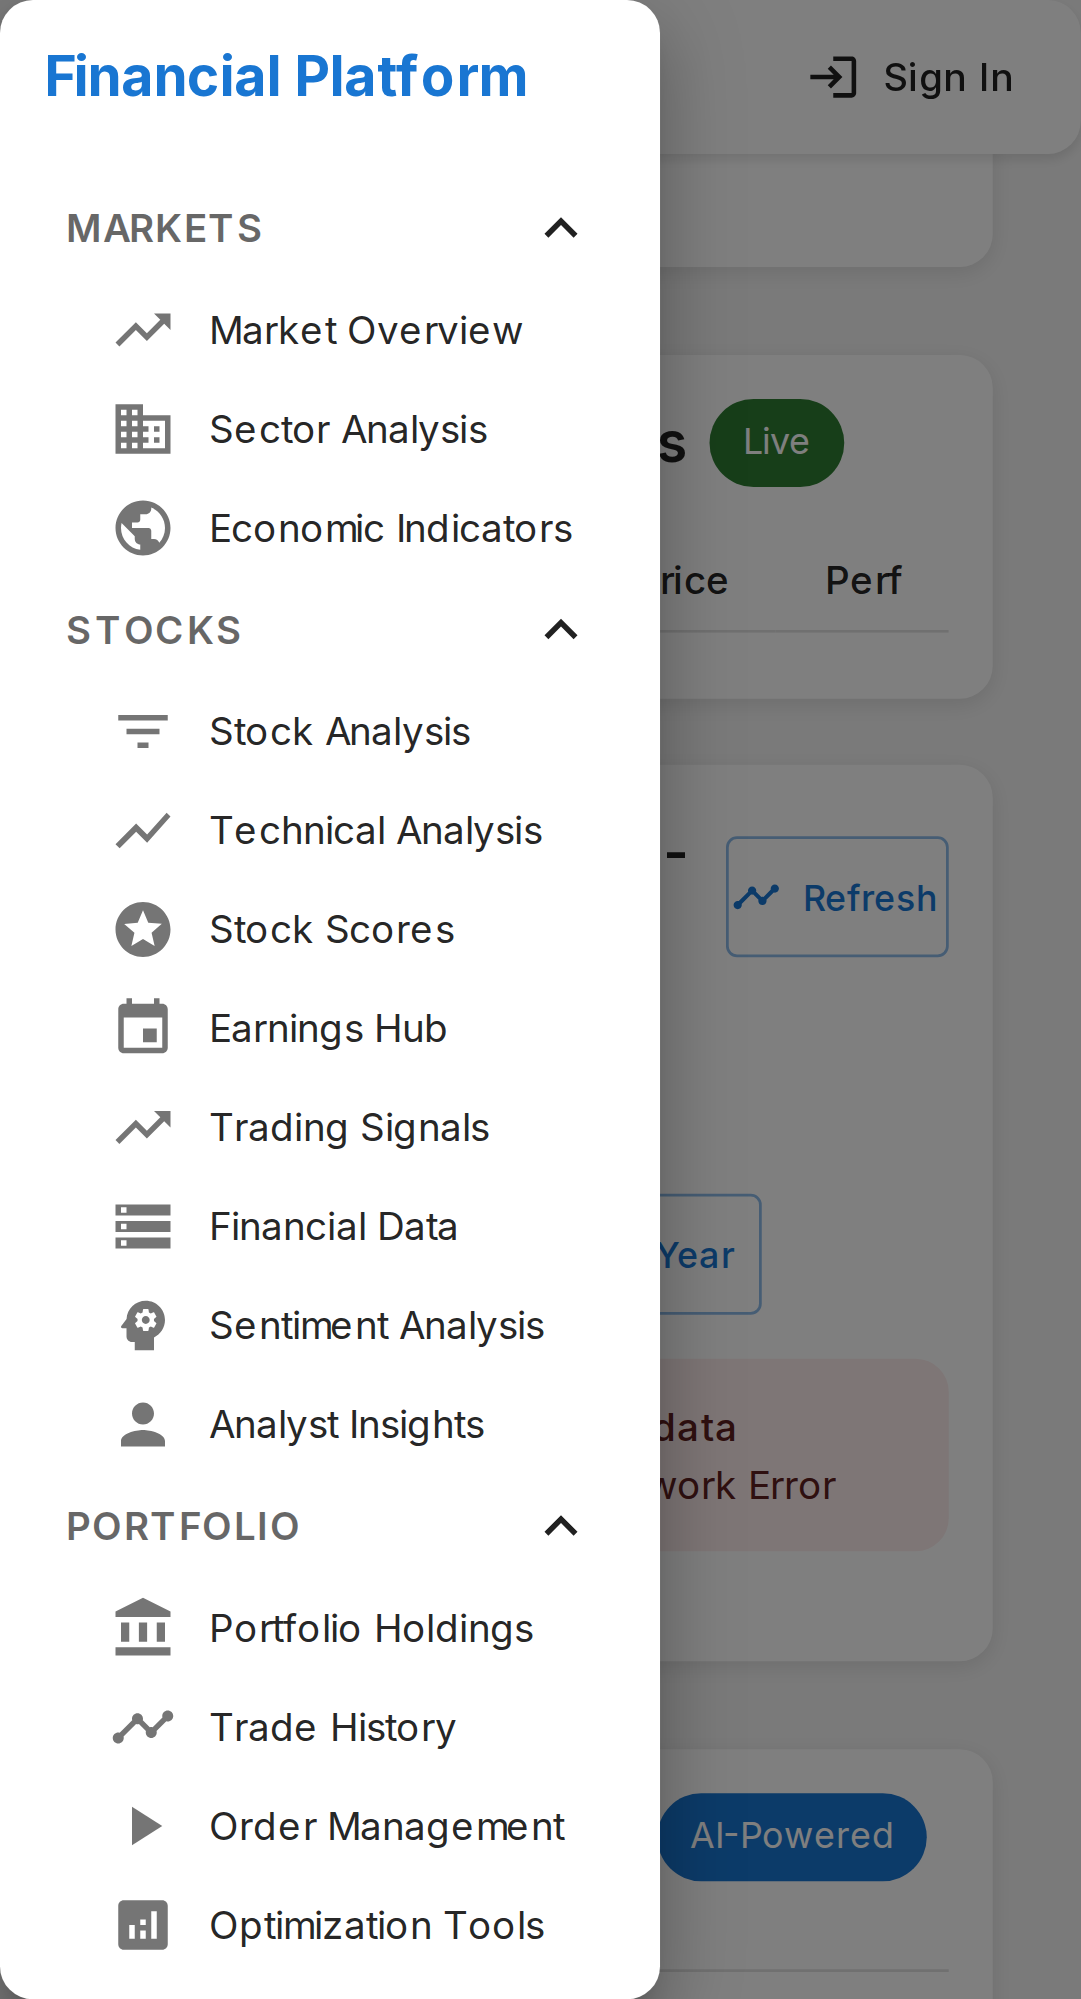 Financial Platform
Sign In
MARKETS
Market Overview
Sector Analysis
Economic Indicators
STOCKS
Stock Analysis
Technical Analysis
Stock Scores
Earnings Hub
Trading Signals
Financial Data
Sentiment Analysis
Analyst Insights
PORTFOLIO
Portfolio Holdings
Trade History
Order Management
Optimization Tools
s Live
rice Perf
- Refresh
Year
data
work Error
AI-Powered